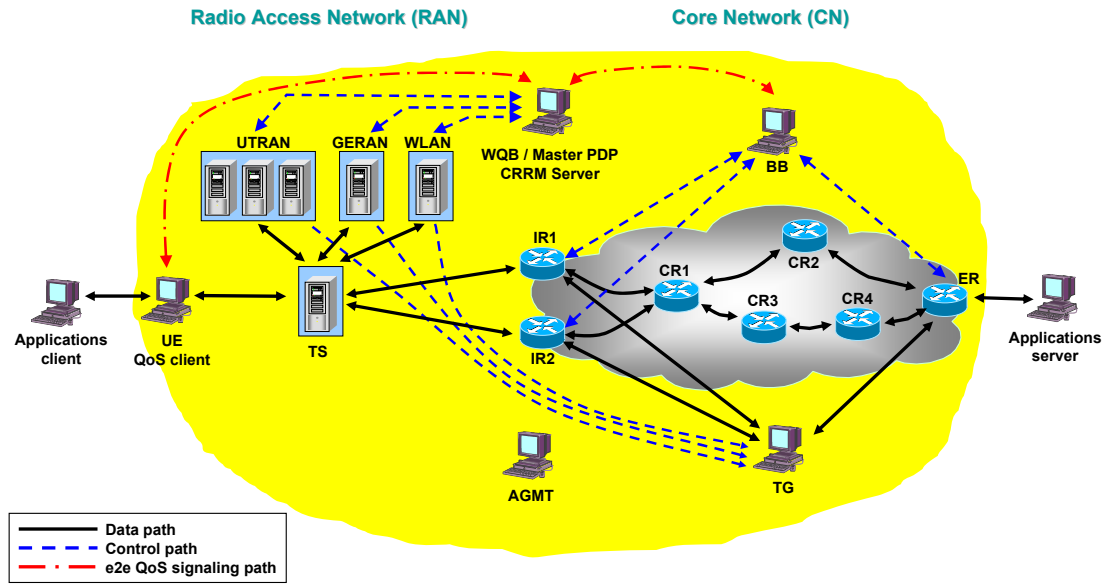 Radio Access Network (RAN)
Core Network (CN)
UTRAN
GERAN
WLAN
WQB / Master PDP
CRRM Server
BB
IR1
CR1
CR2
ER
CR3
CR4
Applications
client
UE
QoS client
TS
IR2
Applications
server
AGMT
TG
Data path
Control path
e2e QoS signaling path